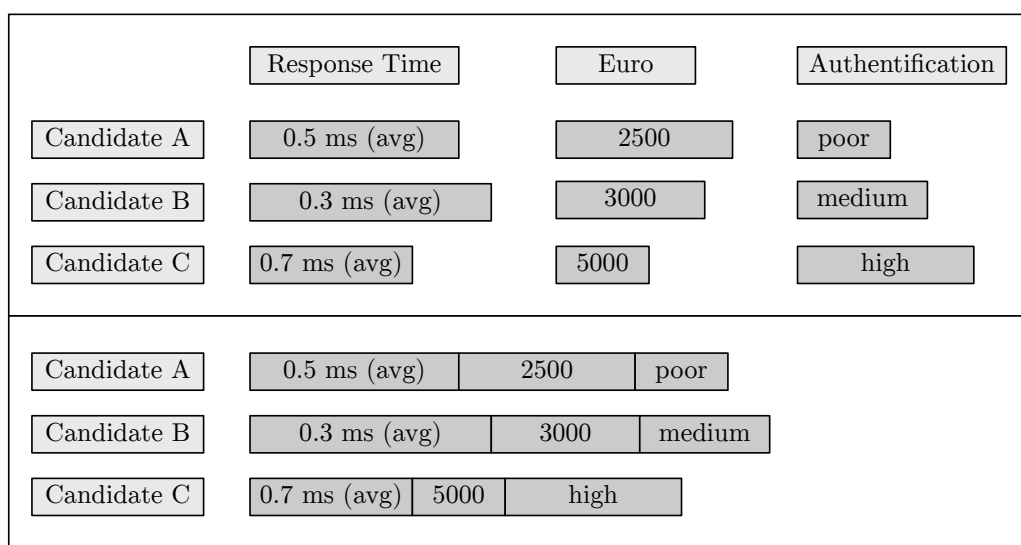 Response Time Euro Authentification
Candidate A 0.5 ms (avg) 2500 poor
Candidate B 0.3 ms (avg) 3000 medium
Candidate C 0.7 ms (avg) 5000 high
Candidate A 0.5 ms (avg) 2500 poor
Candidate B 0.3 ms (avg) 3000 medium
Candidate C 0.7 ms (avg) 5000 high